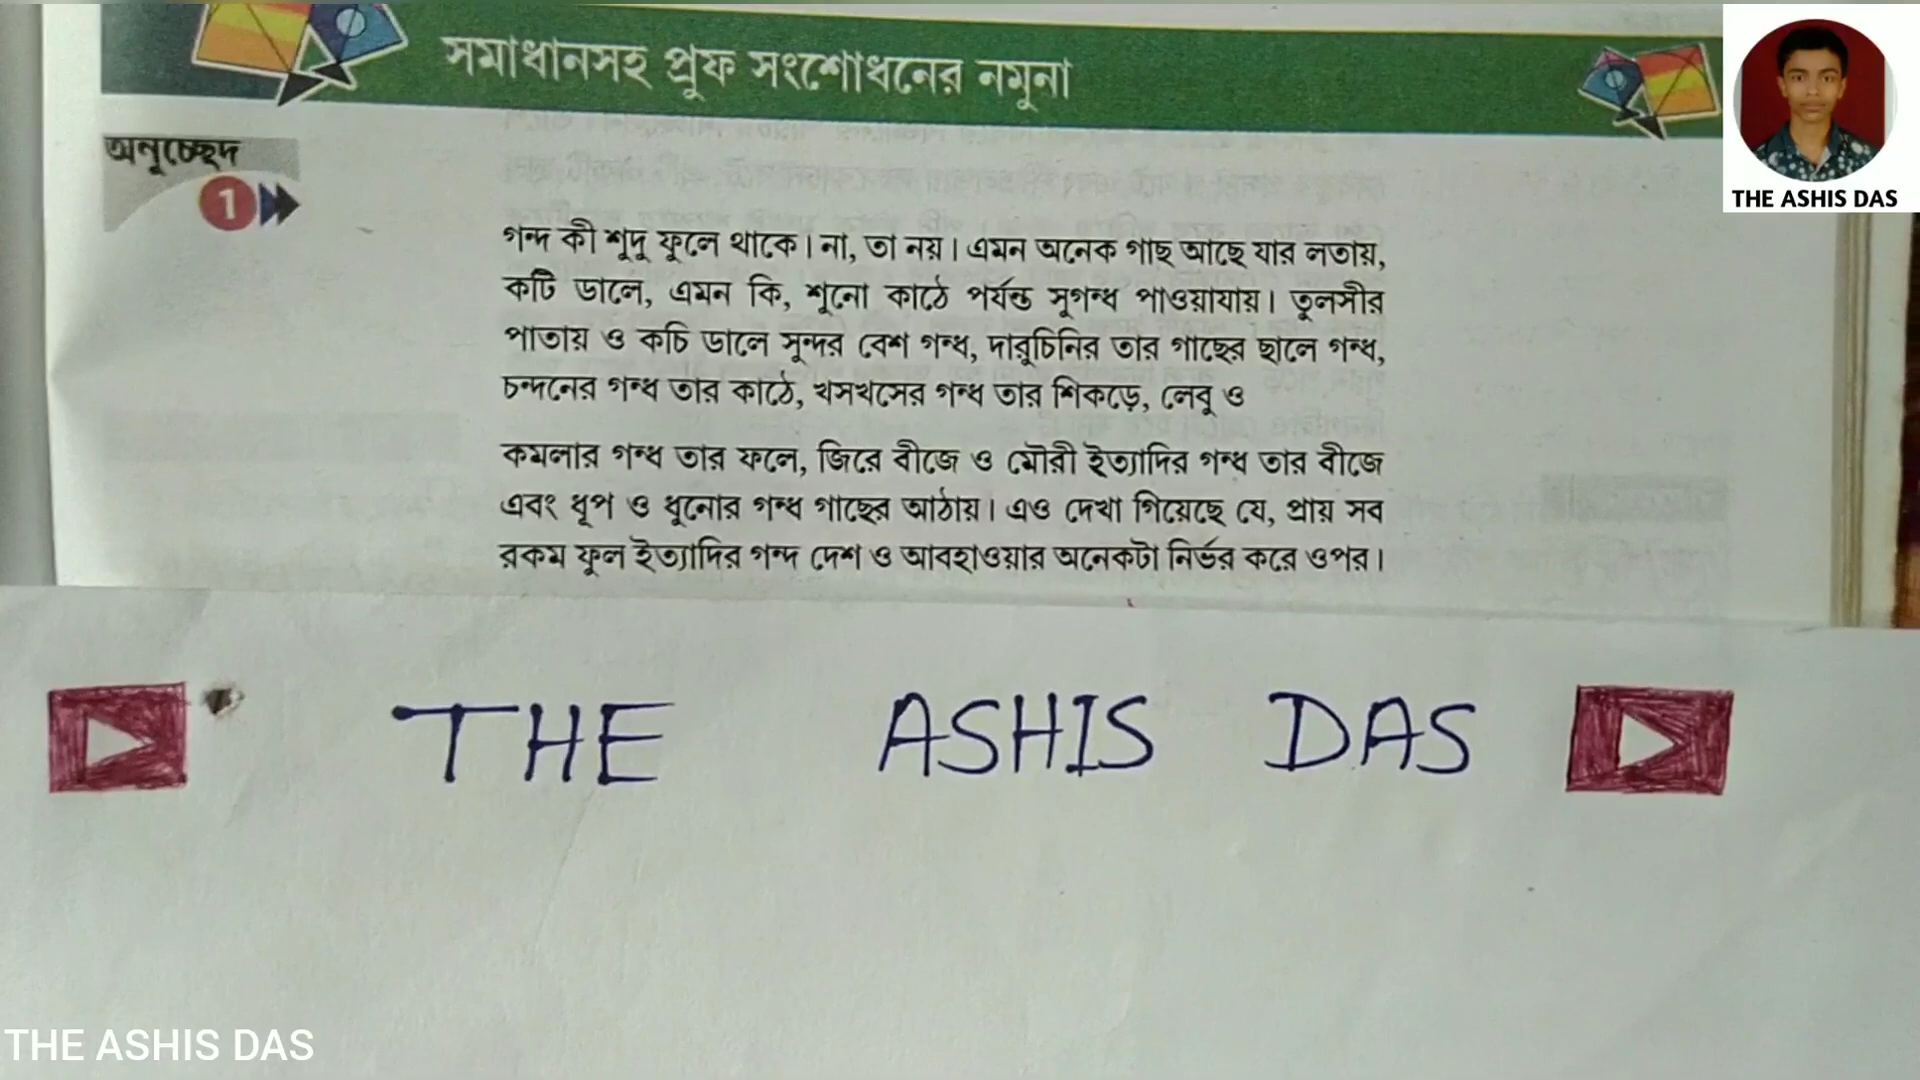 সমাধানসহ প্রুফ সংশোধনের নমুনা
THE ASHIS DAS
অনুচ্ছেদ
1
গন্দ কী শুদু ফুলে থাকে। না, তা নয়। এমন অনেক গাছ আছে যার লতায়,
কটি ডালে, এমন কি, শুনো কাঠে পর্যন্ত সুগন্ধ পাওয়াযায়। তুলসীর
পাতায় ও কচি ডালে সুন্দর বেশ গন্ধ, দারুচিনির তার গাছের ছালে গন্ধ,
চন্দনের গন্ধ তার কাঠে, খসখসের গন্ধ তার শিকড়ে, লেবু ও
কমলার গন্ধ তার ফলে, জিরে বীজে ও মৌরী ইত্যাদির গন্ধ তার বীজে
এবং ধূপ ও ধুনোর গন্ধ গাছের আঠায়। এও দেখা গিয়েছে যে, প্রায় সব
রকম ফুল ইত্যাদির গন্দ দেশ ও আবহাওয়ার অনেকটা নির্ভর করে ওপর।
THE ASHIS DAS
THE ASHIS DAS